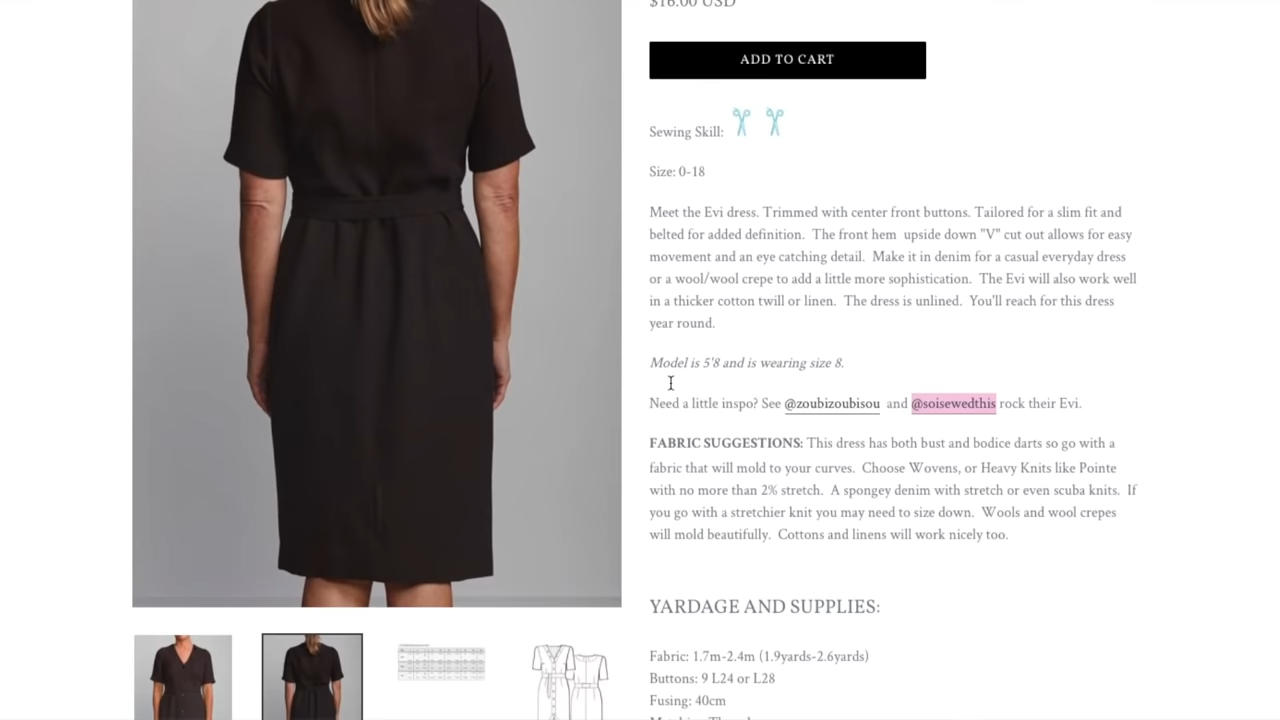 $16.00 USD
ADD TO CART
Sewing Skill:
Size: 0-18
Meet the Evi dress. Trimmed with center front buttons. Tailored for a slim fit and
belted for added definition. The front hem upside down "V" cut out allows for easy
movement and an eye catching detail. Make it in denim for a casual everyday dress
or a wool/wool crepe to add a little more sophistication. The Evi will also work well
in a thicker cotton twill or linen. The dress is unlined. You'll reach for this dress
year round.
Model is 5'8 and is wearing size 8.
Need a little inspo? See @zoubizoubisou and @soisewedthis rock their Evi.
FABRIC SUGGESTIONS: This dress has both bust and bodice darts so go with a
fabric that will mold to your curves. Choose Wovens, or Heavy Knits like Pointe
with no more than 2% stretch. A spongey denim with stretch or even scuba knits. If
you go with a stretchier knit you may need to size down. Wools and wool crepes
will mold beautifully. Cottons and linens will work nicely too.
YARDAGE AND SUPPLIES:
Fabric: 1.7m-2.4m (1.9yards-2.6yards)
Buttons: 9 L24 or L28
Fusing: 40cm